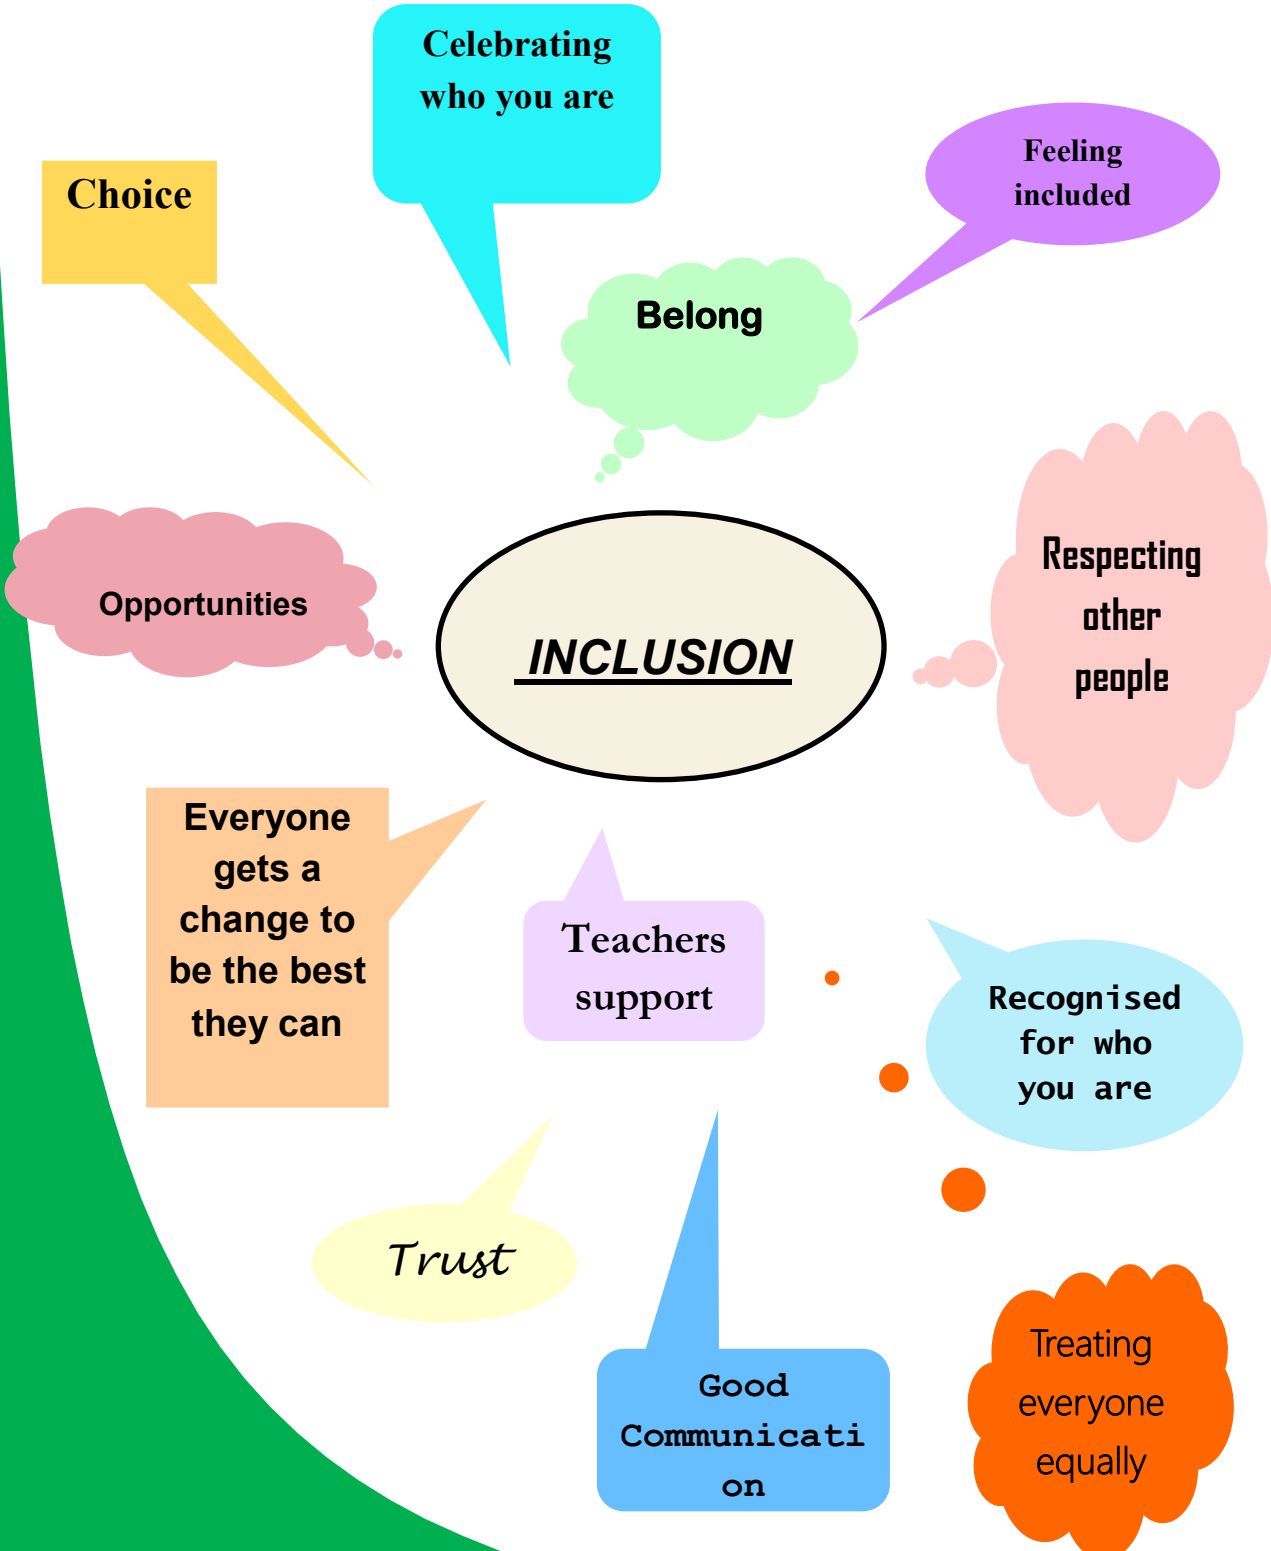 Celebrating
who you are
Feeling
included
Choice
Belong
Respecting
other
people
Opportunities
INCLUSION
Everyone
gets a
change to
be the best
they can
Teachers
support
Recognised
for who
you are
Trust
Good
Communicati
on
Treating
everyone
equally